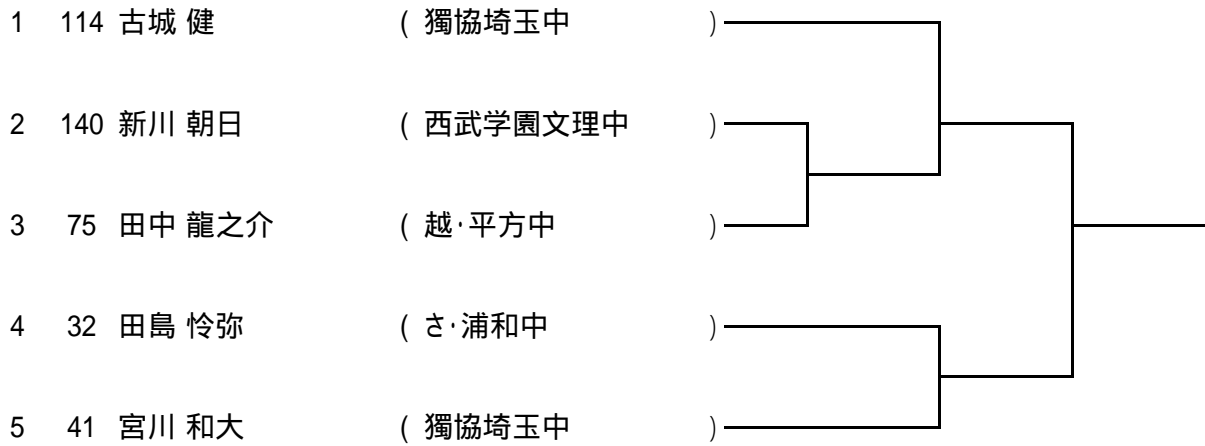 1 114 古城 健 ( 獨協埼玉中 )
2 140 新川 朝日 ( 西武学園文理中 )
3 75 田中 龍之介 ( 越·平方中 )
4 32 田島 怜弥 ( さ·浦和中 )
5 41 宮川 和大 ( 獨協埼玉中 )